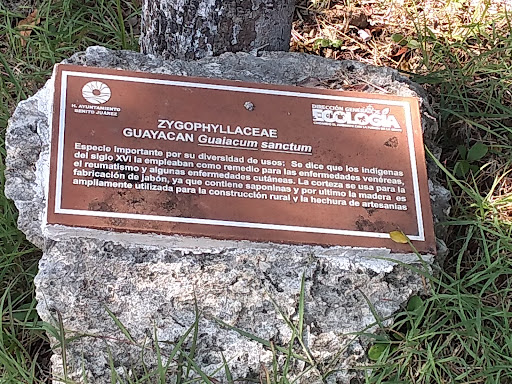 H. AYUNTAMIENTO
BENITO JUÁREZ
DIRECCIÓN GENERAL
ECOLOGÍA
ZYGOPHYLLACEAE
GUAYACAN Guaiacum sanctum
Especie importante por su diversidad de usos: Se dice que los indígenas
del siglo XVI la empleaban como remedio para las enfermedades venéreas,
el reumatismo y algunas enfermedades cutáneas. La corteza se usa para la
fabricación de jabón, ya que contiene saponinas y por ultimo la madera es
ampliamente utilizada para la construcción rural y la hechura de artesanías